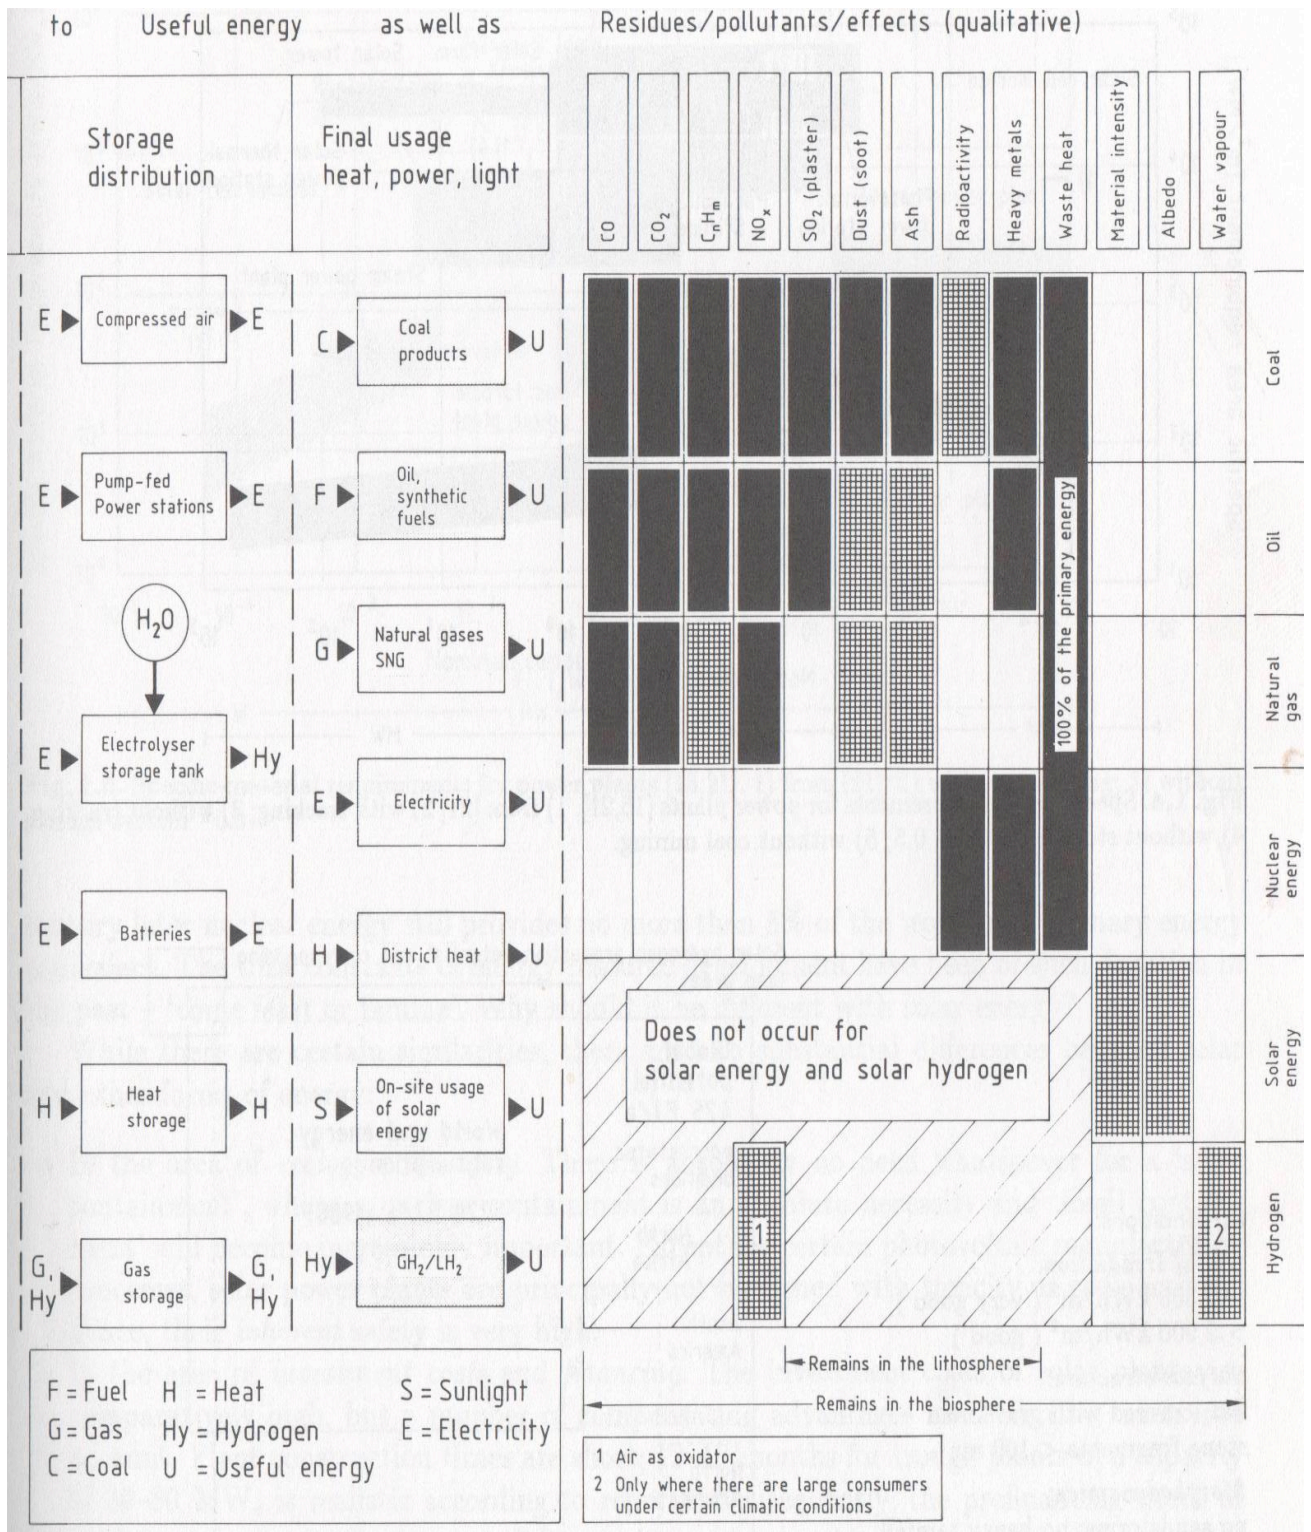 to Useful energy as well as Residues/pollutants/effects (qualitative)
Storage
distribution
Final usage
heat, power, light
CO
CO2
CnHm
NOx
SO2 (plaster)
Dust (soot)
Ash
Radioactivity
Heavy metals
Waste heat
Material intensity
Albedo
Water vapour
E Compressed air E
E Pump-fed
Power stations E
H2O
E Electrolyser
storage tank Hy
E Batteries E
H Heat
storage H
G,
Hy
Gas
storage
G,
Hy
C Coal
products U
F Oil,
synthetic
fuels U
G Natural gases
SNG U
E Electricity U
H District heat U
S On-site usage
of solar
energy U
Hy GH2/LH2 U
100% of the primary energy
Does not occur for
solar energy and solar hydrogen
1
2
Coal
Oil
Natural
gas
Nuclear
energy
Solar
energy
Hydrogen
Remains in the lithosphere
Remains in the biosphere
F = Fuel H = Heat S = Sunlight
G = Gas Hy = Hydrogen E = Electricity
C = Coal U = Useful energy
1 Air as oxidator
2 Only where there are large consumers
under certain climatic conditions